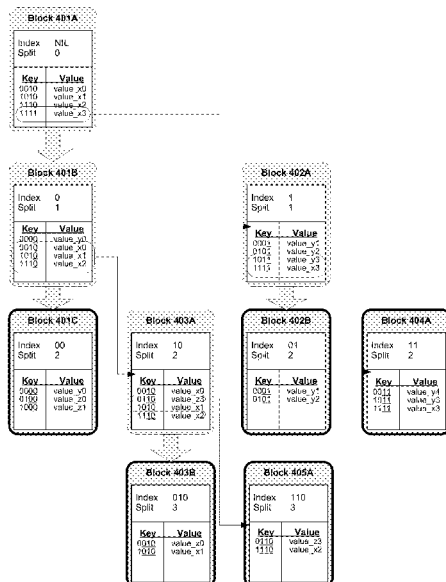 Block 401A
Index NIL
Split 0
Key Value
0010 value_x0
1010 value_x1
1110 value_x2
1111 value_x3
Block 401B
Index 0
Split 1
Key Value
0000 value_y0
0010 value_x0
1010 value_x1
1110 value_x2
Block 402A
Index 1
Split 1
Key Value
0001 value_y1
0101 value_y2
1011 value_y3
1111 value_x3
Block 401C
Index 00
Split 2
Key Value
0000 value_y0
0100 value_z0
1000 value_z1
Block 403A
Index 10
Split 2
Key Value
0010 value_x0
0110 value_z3
1010 value_x1
1110 value_x2
Block 402B
Index 01
Split 2
Key Value
0001 value_y1
0101 value_y2
Block 404A
Index 11
Split 2
Key Value
0011 value_y4
1011 value_y3
1111 value_x3
Block 403B
Index 010
Split 3
Key Value
0010
1010 value_x1
Block 405A
Index 110
Split 3
Key Value
0110 value_z3
1110 value_x2